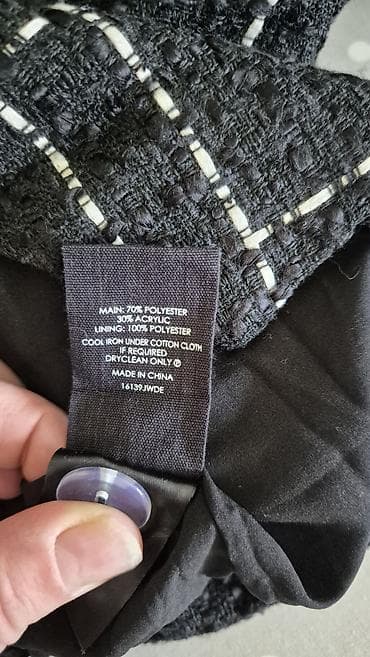 MAIN: 70% POLYESTER
30% ACRYLIC
LINING: 100% POLYESTER
COOL IRON UNDER COTTON CLOTH
IF REQUIRED
DRYCLEAN ONLY Ⓟ
MADE IN CHINA
16139JWDE